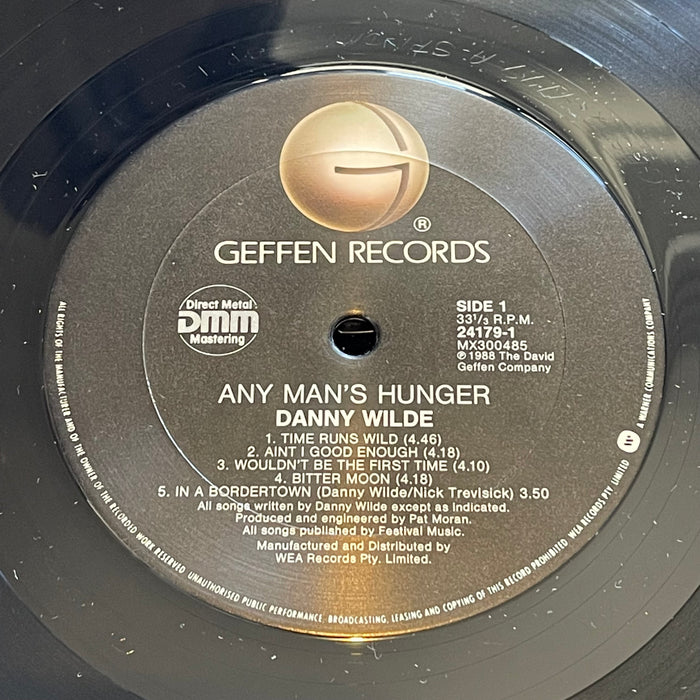 GEFFEN RECORDS
®
Direct Metal
DMM
Mastering
SIDE 1
33⅓ R.P.M.
24179-1
MX300485
℗ 1988 The David
Geffen Company
ANY MAN'S HUNGER
DANNY WILDE
1. TIME RUNS WILD (4.46)
2. AINT I GOOD ENOUGH (4.18)
3. WOULDN'T BE THE FIRST TIME (4.10)
4. BITTER MOON (4.18)
5. IN A BORDERTOWN (Danny Wilde/Nick Trevisick) 3.50
All songs written by Danny Wilde except as indicated.
Produced and engineered by Pat Moran.
All songs published by Festival Music.
Manufactured and Distributed by
WEA Records Pty. Limited.
ALL RIGHTS OF THE MANUFACTURER AND OF THE OWNER OF THE RECORDED WORK RESERVED. UNAUTHORISED PUBLIC PERFORMANCE, BROADCASTING, LEASING AND COPYING OF THIS RECORD PROHIBITED. WEA RECORDS PTY. LIMITED
A WARNER COMMUNICATIONS COMPANY